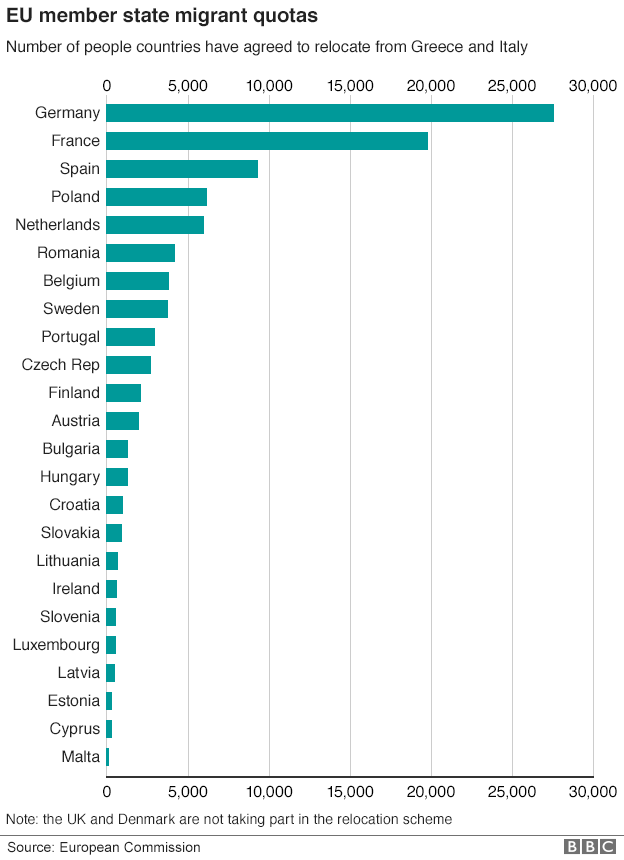 EU member state migrant quotas
Number of people countries have agreed to relocate from Greece and Italy
0 5,000 10,000 15,000 20,000 25,000 30,000
Germany
France
Spain
Poland
Netherlands
Romania
Belgium
Sweden
Portugal
Czech Rep
Finland
Austria
Bulgaria
Hungary
Croatia
Slovakia
Lithuania
Ireland
Slovenia
Luxembourg
Latvia
Estonia
Cyprus
Malta
0 5,000 10,000 15,000 20,000 25,000 30,000
Note: the UK and Denmark are not taking part in the relocation scheme
Source: European Commission
BBC